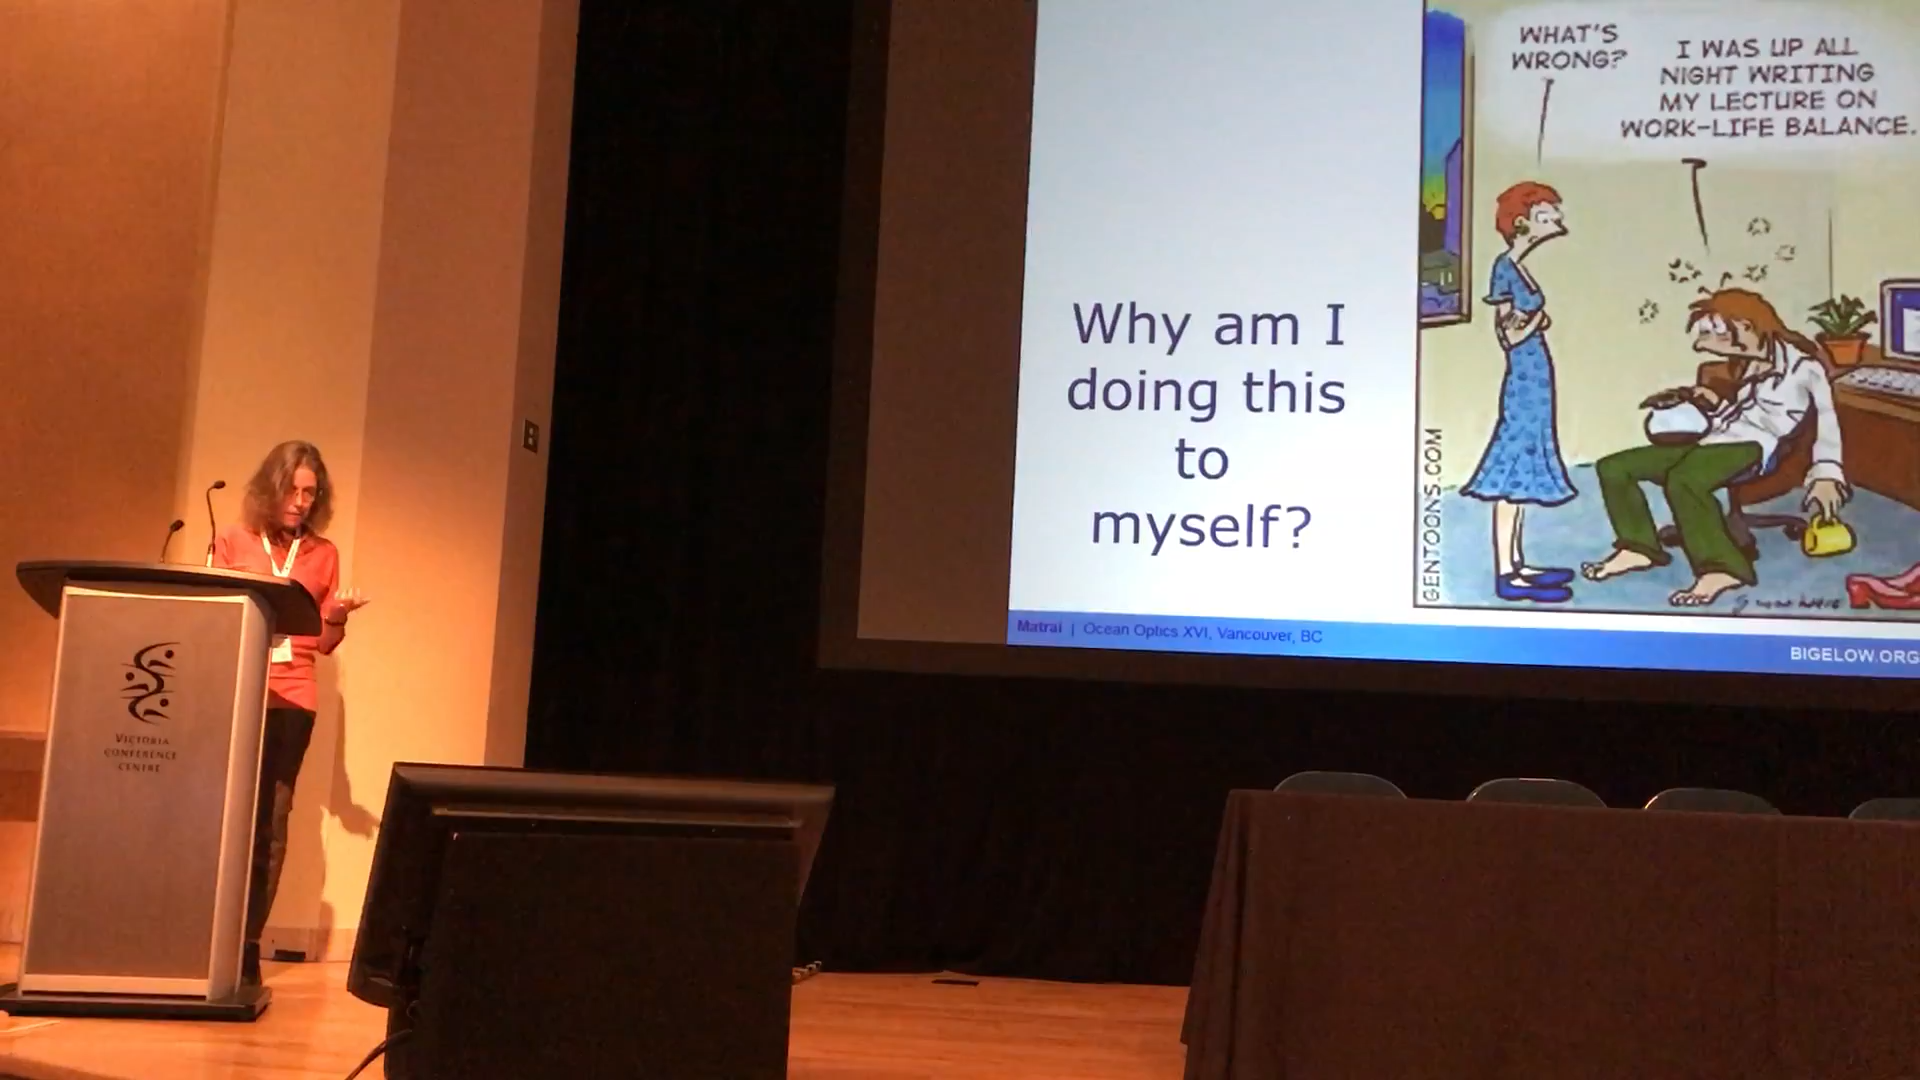 WHAT'S
WRONG?
I WAS UP ALL
NIGHT WRITING
MY LECTURE ON
WORK-LIFE BALANCE.
Why am I
doing this
to
myself?
GENTOONS.COM
Matrai | Ocean Optics XVI, Vancouver, BC
BIGELOW.ORG
VICTORIA
CONFERENCE
CENTRE